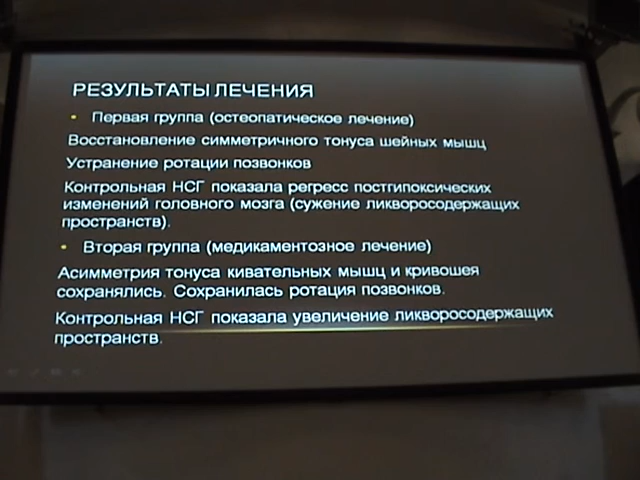 РЕЗУЛЬТАТЫ ЛЕЧЕНИЯ
• Первая группа (остеопатическое лечение)
Восстановление симметричного тонуса шейных мышц
Устранение ротации позвонков
Контрольная НСГ показала регресс постгипоксических
изменений головного мозга (сужение ликворосодержащих
пространств).
• Вторая группа (медикаментозное лечение)
Асимметрия тонуса кивательных мышц и кривошея
сохранялись. Сохранилась ротация позвонков.
Контрольная НСГ показала увеличение ликворосодержащих
пространств.